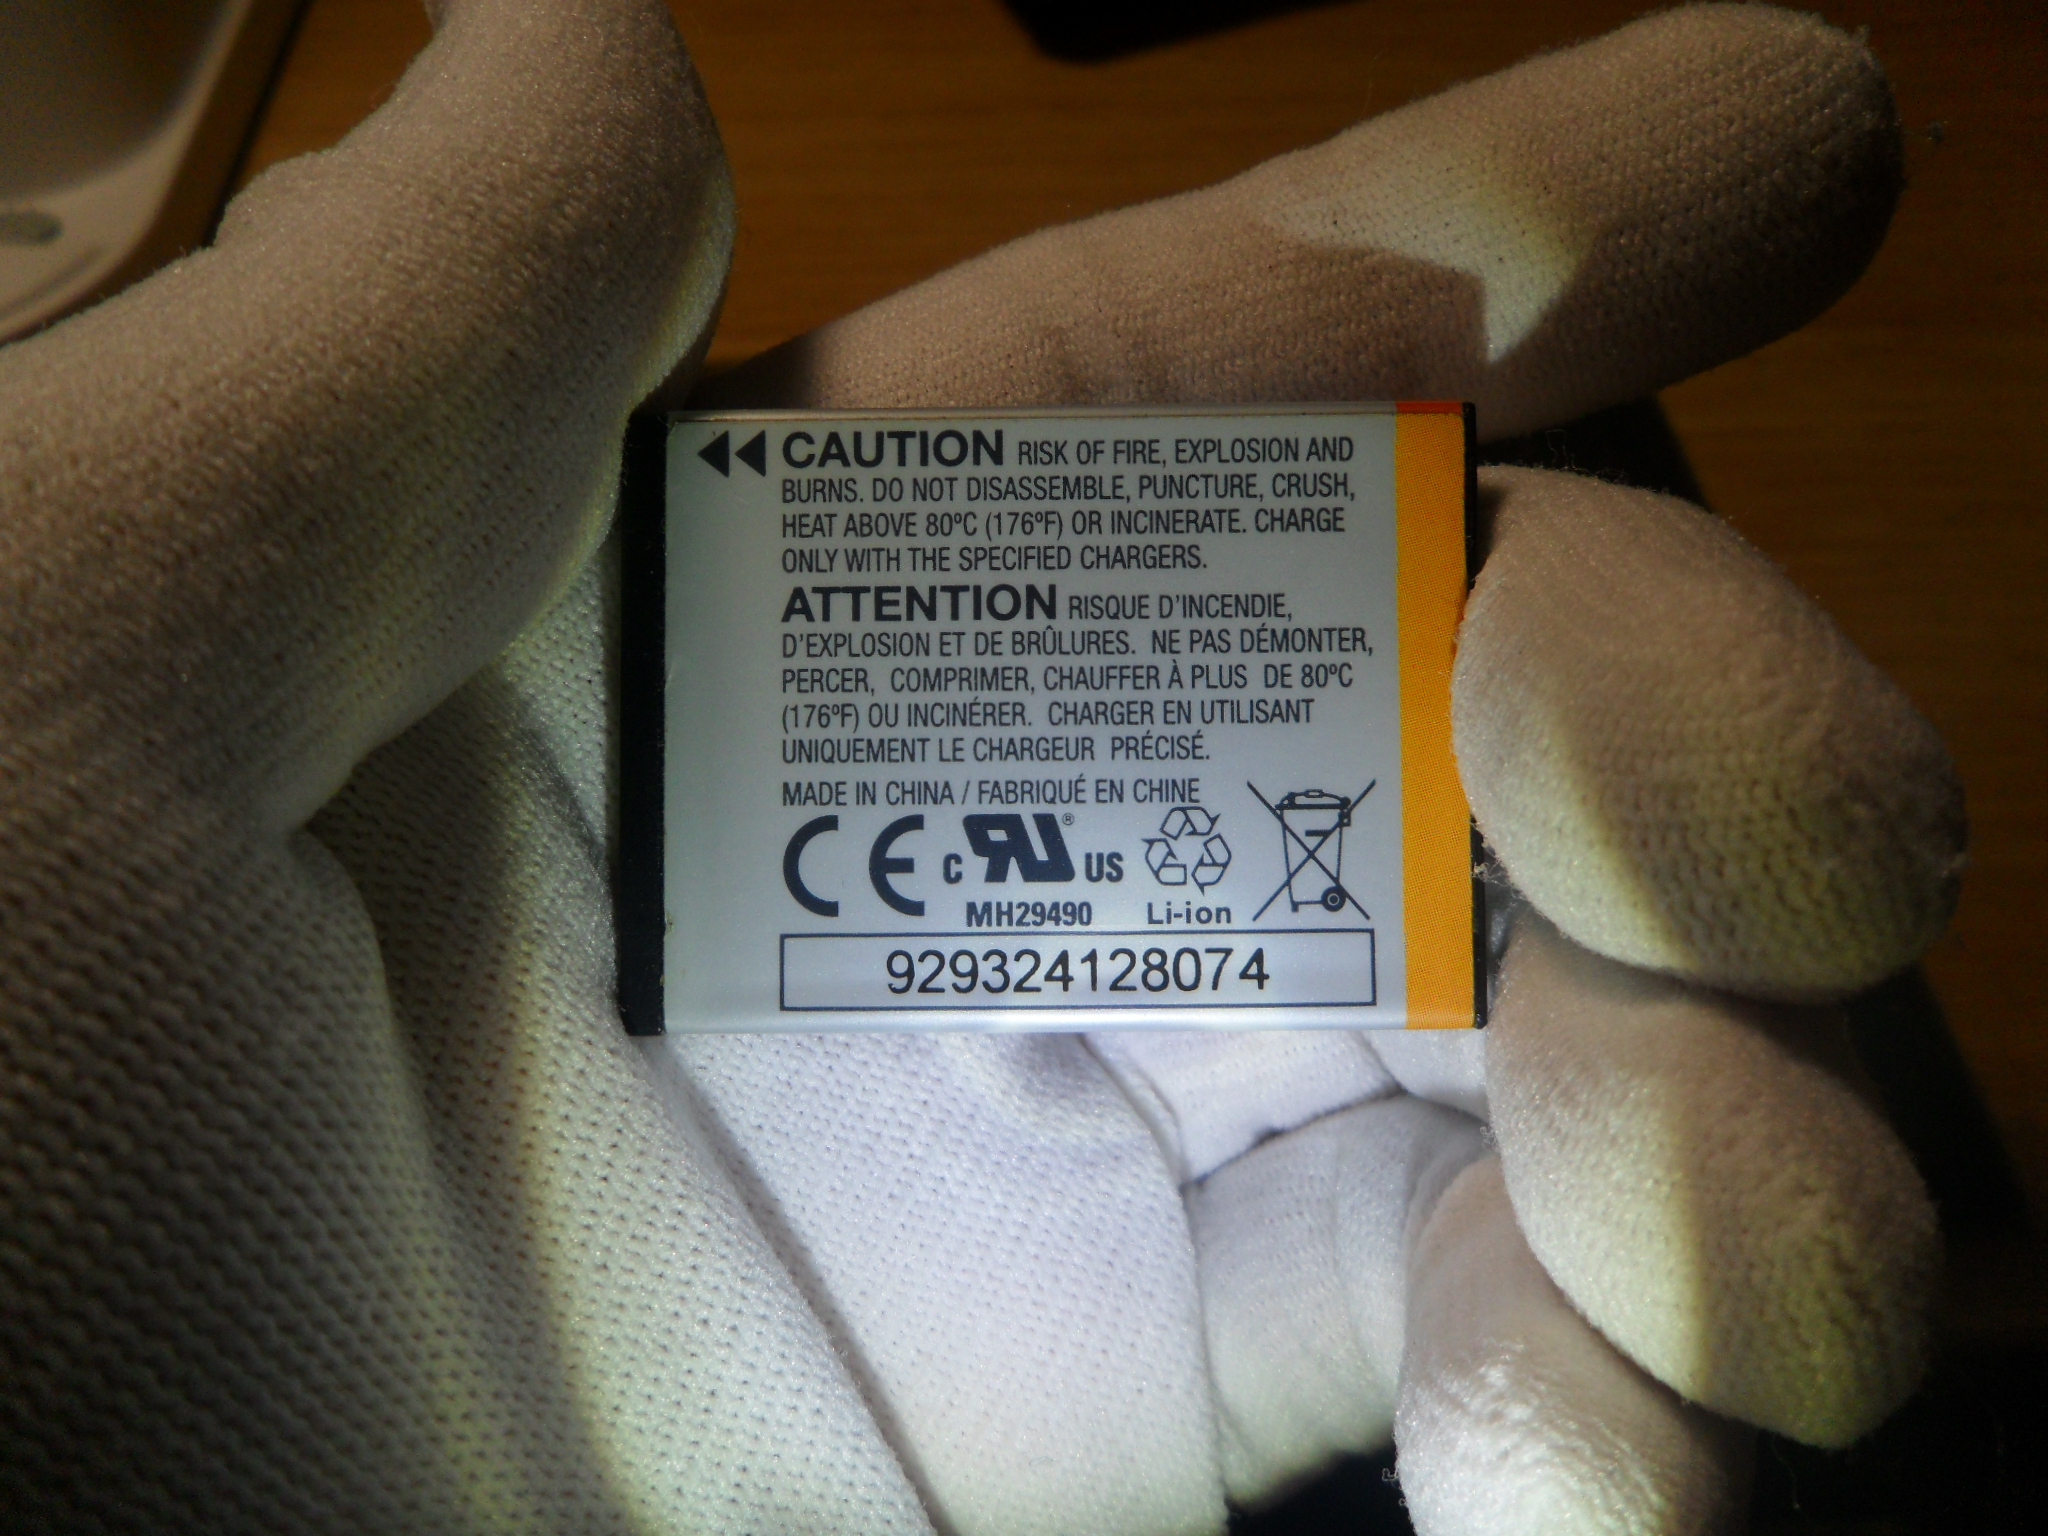 CAUTION RISK OF FIRE, EXPLOSION AND
BURNS. DO NOT DISASSEMBLE, PUNCTURE, CRUSH,
HEAT ABOVE 80ºC (176ºF) OR INCINERATE. CHARGE
ONLY WITH THE SPECIFIED CHARGERS.
ATTENTION RISQUE D'INCENDIE,
D'EXPLOSION ET DE BRÛLURES. NE PAS DÉMONTER,
PERCER, COMPRIMER, CHAUFFER À PLUS DE 80ºC
(176ºF) OU INCINÉRER. CHARGER EN UTILISANT
UNIQUEMENT LE CHARGEUR PRÉCISÉ.
MADE IN CHINA / FABRIQUÉ EN CHINE
CE C RU® US
MH29490 Li-ion
929324128074